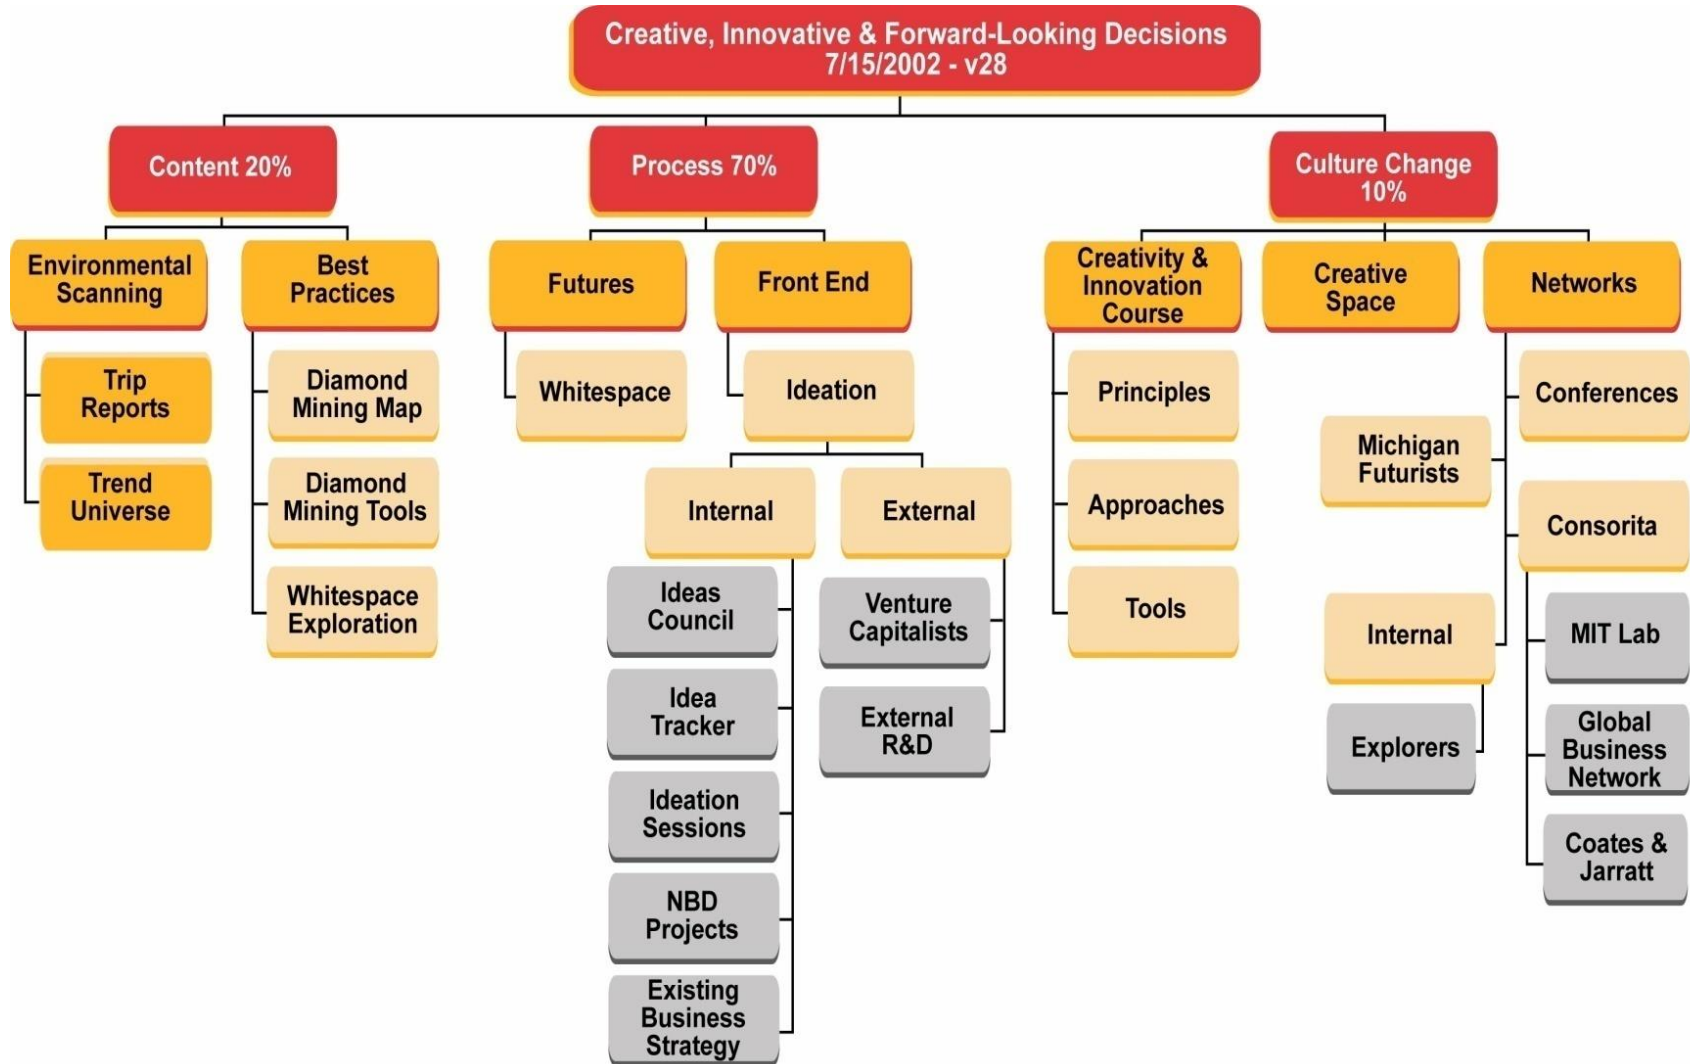 Creative, Innovative & Forward-Looking Decisions
7/15/2002 - v28
Content 20%
Process 70%
Culture Change
10%
Environmental
Scanning
Best
Practices
Futures
Front End
Creativity &
Innovation
Course
Creative
Space
Networks
Trip
Reports
Diamond
Mining Map
Whitespace
Ideation
Principles
Conferences
Michigan
Futurists
Trend
Universe
Diamond
Mining Tools
Internal
External
Approaches
Consorita
Whitespace
Exploration
Ideas
Council
Venture
Capitalists
Tools
Internal
MIT Lab
Idea
Tracker
External
R&D
Explorers
Global
Business
Network
Ideation
Sessions
Coates &
Jarratt
NBD
Projects
Existing
Business
Strategy